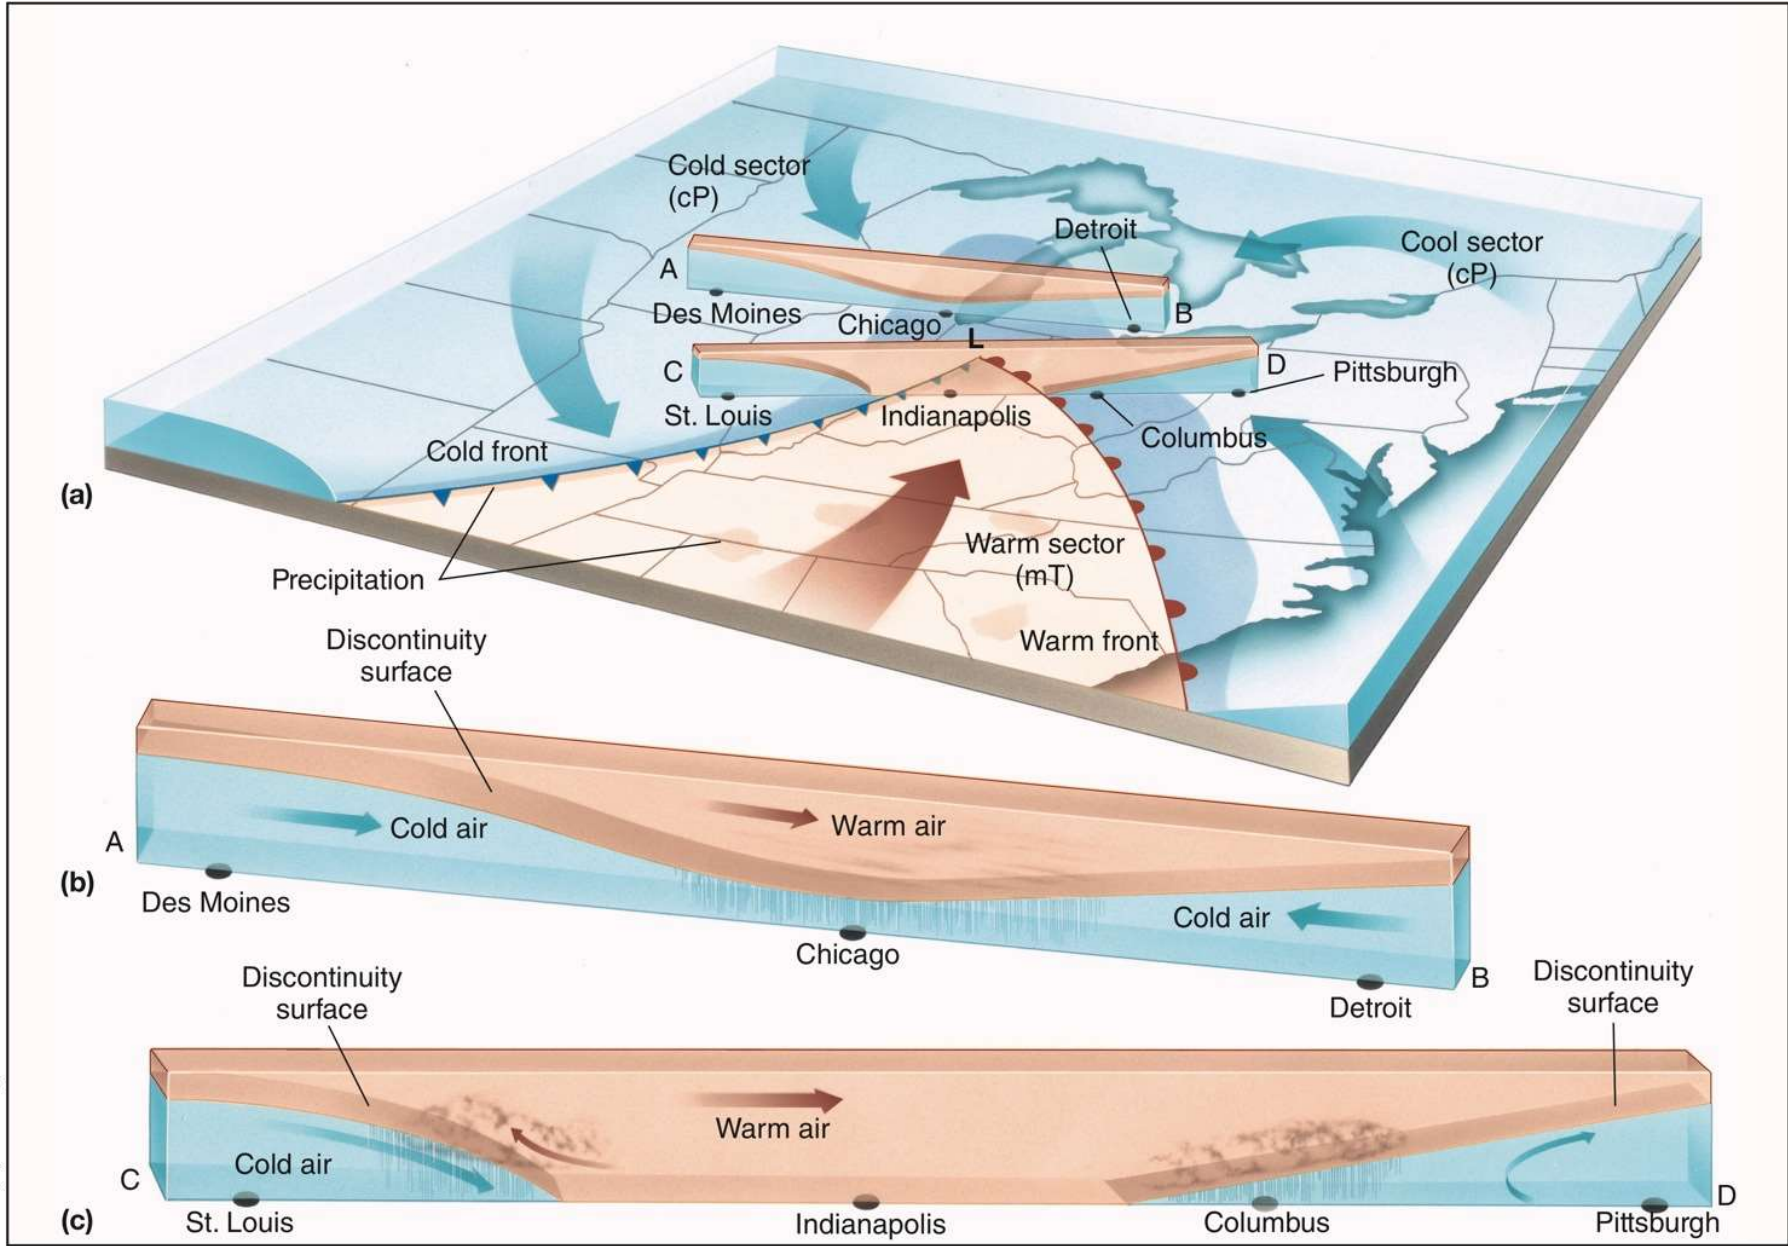 Cold sector
(cP)
Detroit
Cool sector
(cP)
A
B
Des Moines
Chicago
L
C
D
Pittsburgh
St. Louis
Indianapolis
Columbus
Cold front
(a)
Warm sector
(mT)
Precipitation
Warm front
Discontinuity
surface
Cold air
Warm air
A
(b)
Des Moines
Cold air
Chicago
B
Detroit
Discontinuity
surface
Discontinuity
surface
Warm air
Cold air
C
D
(c)
St. Louis
Indianapolis
Columbus
Pittsburgh